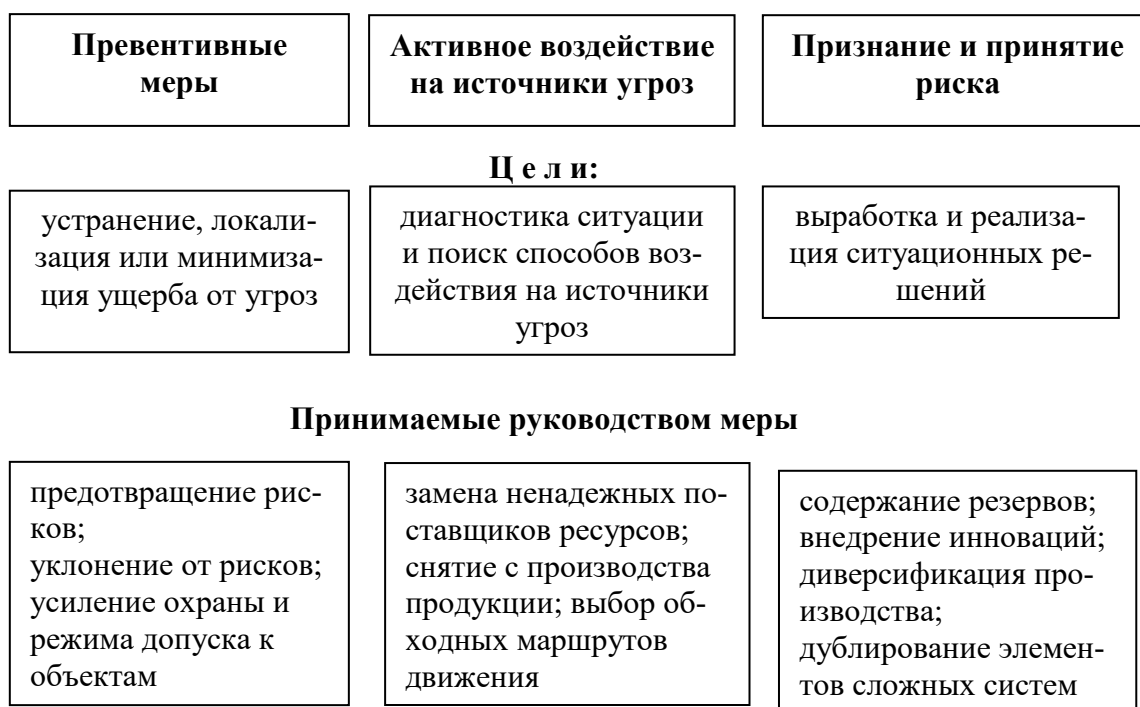 Превентивные
меры
Активное воздействие
на источники угроз
Признание и принятие
риска
Ц е л и:
устранение, локали-
зация или минимиза-
ция ущерба от угроз
диагностика ситуации
и поиск способов воз-
действия на источники
угроз
выработка и реализа-
ция ситуационных ре-
шений
Принимаемые руководством меры
предотвращение рис-
ков;
уклонение от рисков;
усиление охраны и
режима допуска к
объектам
замена ненадежных по-
ставщиков ресурсов;
снятие с производства
продукции; выбор об-
ходных маршрутов
движения
содержание резервов;
внедрение инноваций;
диверсификация про-
изводства;
дублирование элемен-
тов сложных систем